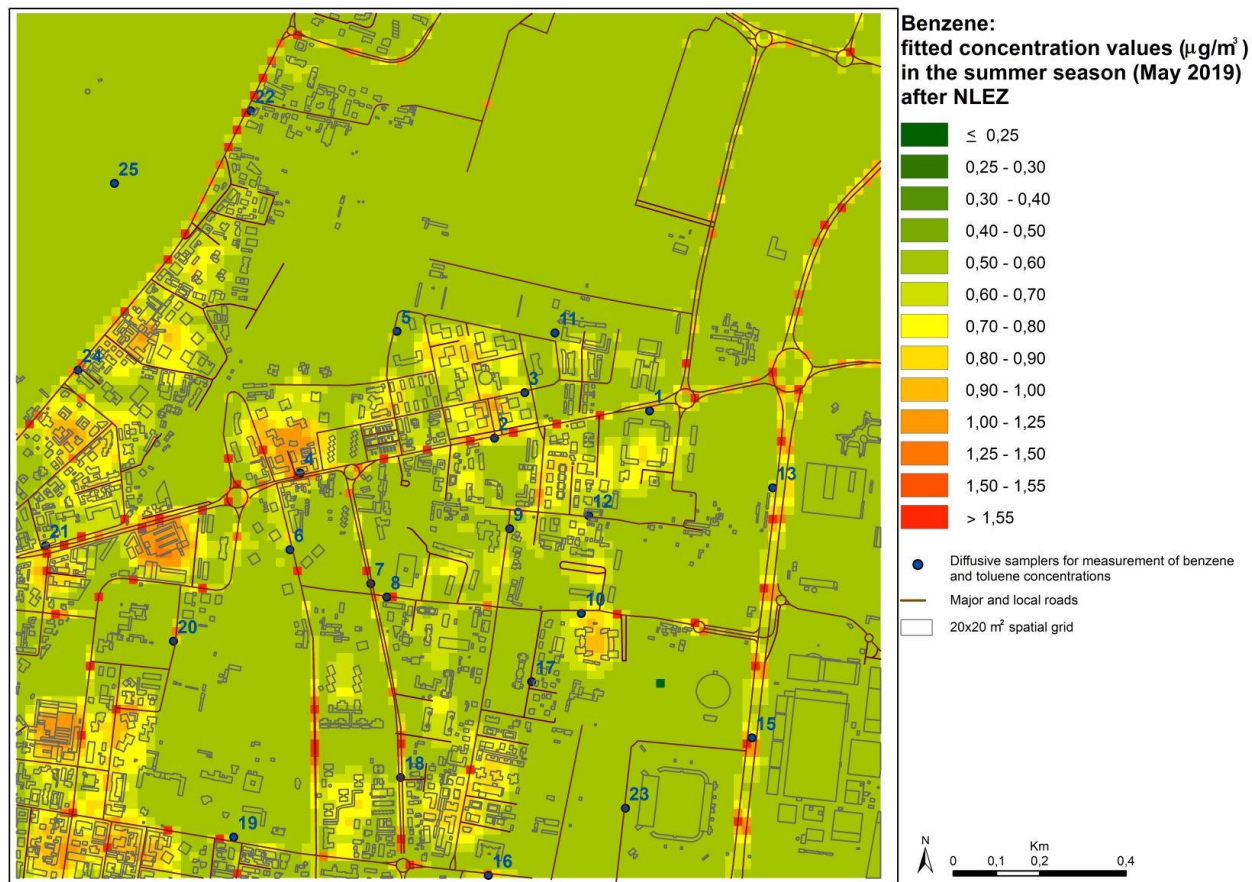 Benzene:
fitted concentration values (μg/m³)
in the summer season (May 2019)
after NLEZ
≤ 0,25
0,25 - 0,30
0,30 - 0,40
0,40 - 0,50
0,50 - 0,60
0,60 - 0,70
0,70 - 0,80
0,80 - 0,90
0,90 - 1,00
1,00 - 1,25
1,25 - 1,50
1,50 - 1,55
> 1,55
Diffusive samplers for measurement of benzene
and toluene concentrations
Major and local roads
20x20 m² spatial grid
22
25
5
11
24
3
1
2
4
13
12
9
21
6
7
8
10
20
17
15
18
23
19
16
N
Km
0 0,1 0,2 0,4